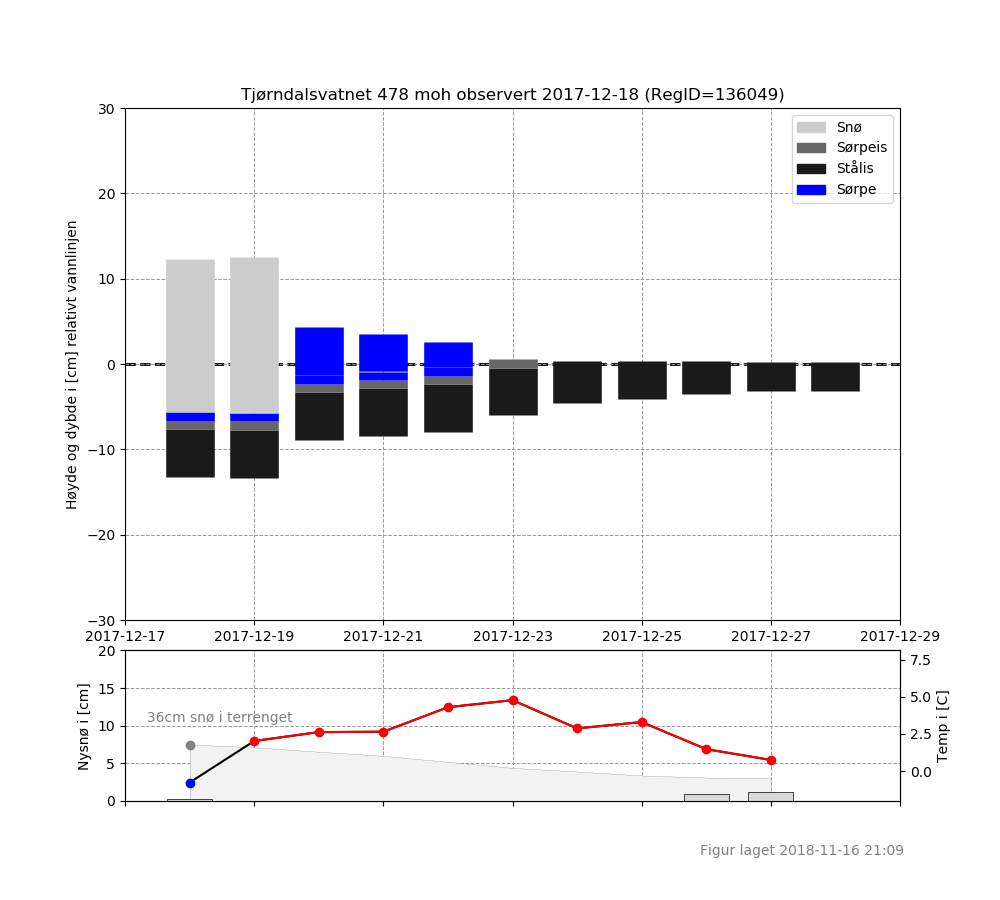 Tjørndalsvatnet 478 moh observert 2017-12-18 (RegID=136049)
Høyde og dybde i [cm] relativt vannlinjen
30
20
10
0
−10
−20
−30
Snø
Sørpeis
Stålis
Sørpe
2017-12-17 2017-12-19 2017-12-21 2017-12-23 2017-12-25 2017-12-27 2017-12-29
Nysnø i [cm]
20
15
10
5
0
36cm snø i terrenget
7.5
5.0
2.5
0.0
Temp i [C]
Figur laget 2018-11-16 21:09